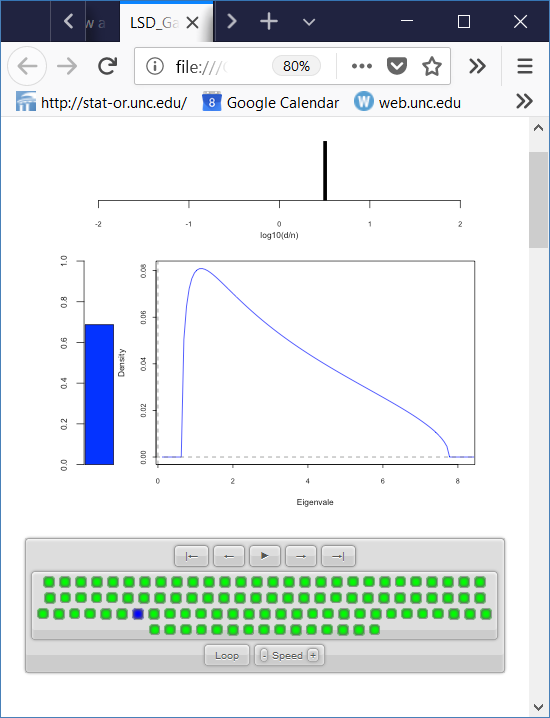 w a LSD_Ga
file:/// 80%
http://stat-or.unc.edu/ 8 Google Calendar W web.unc.edu
-2 -1 0 1 2
log10(d/n)
1.0
0.8
0.6
0.4
0.2
0.0
Density
0.08
0.06
0.04
0.02
0.00
0 2 4 6 8
Eigenvale
Loop - Speed +